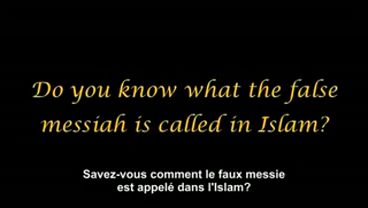 Do you know what the false
messiah is called in Islam?
Savez-vous comment le faux messie
est appelé dans l'Islam?